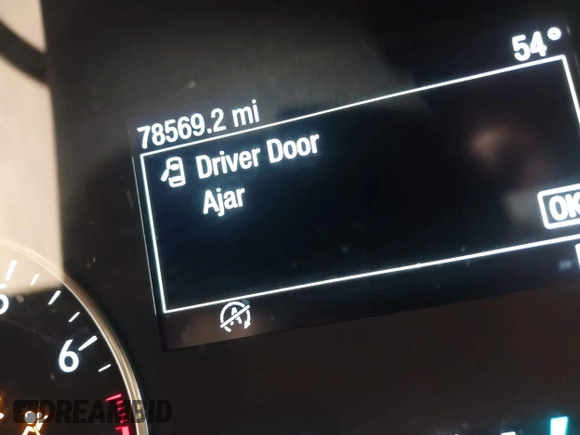 54°
78569.2 mi
Driver Door
Ajar
OK
6
DREAMBID